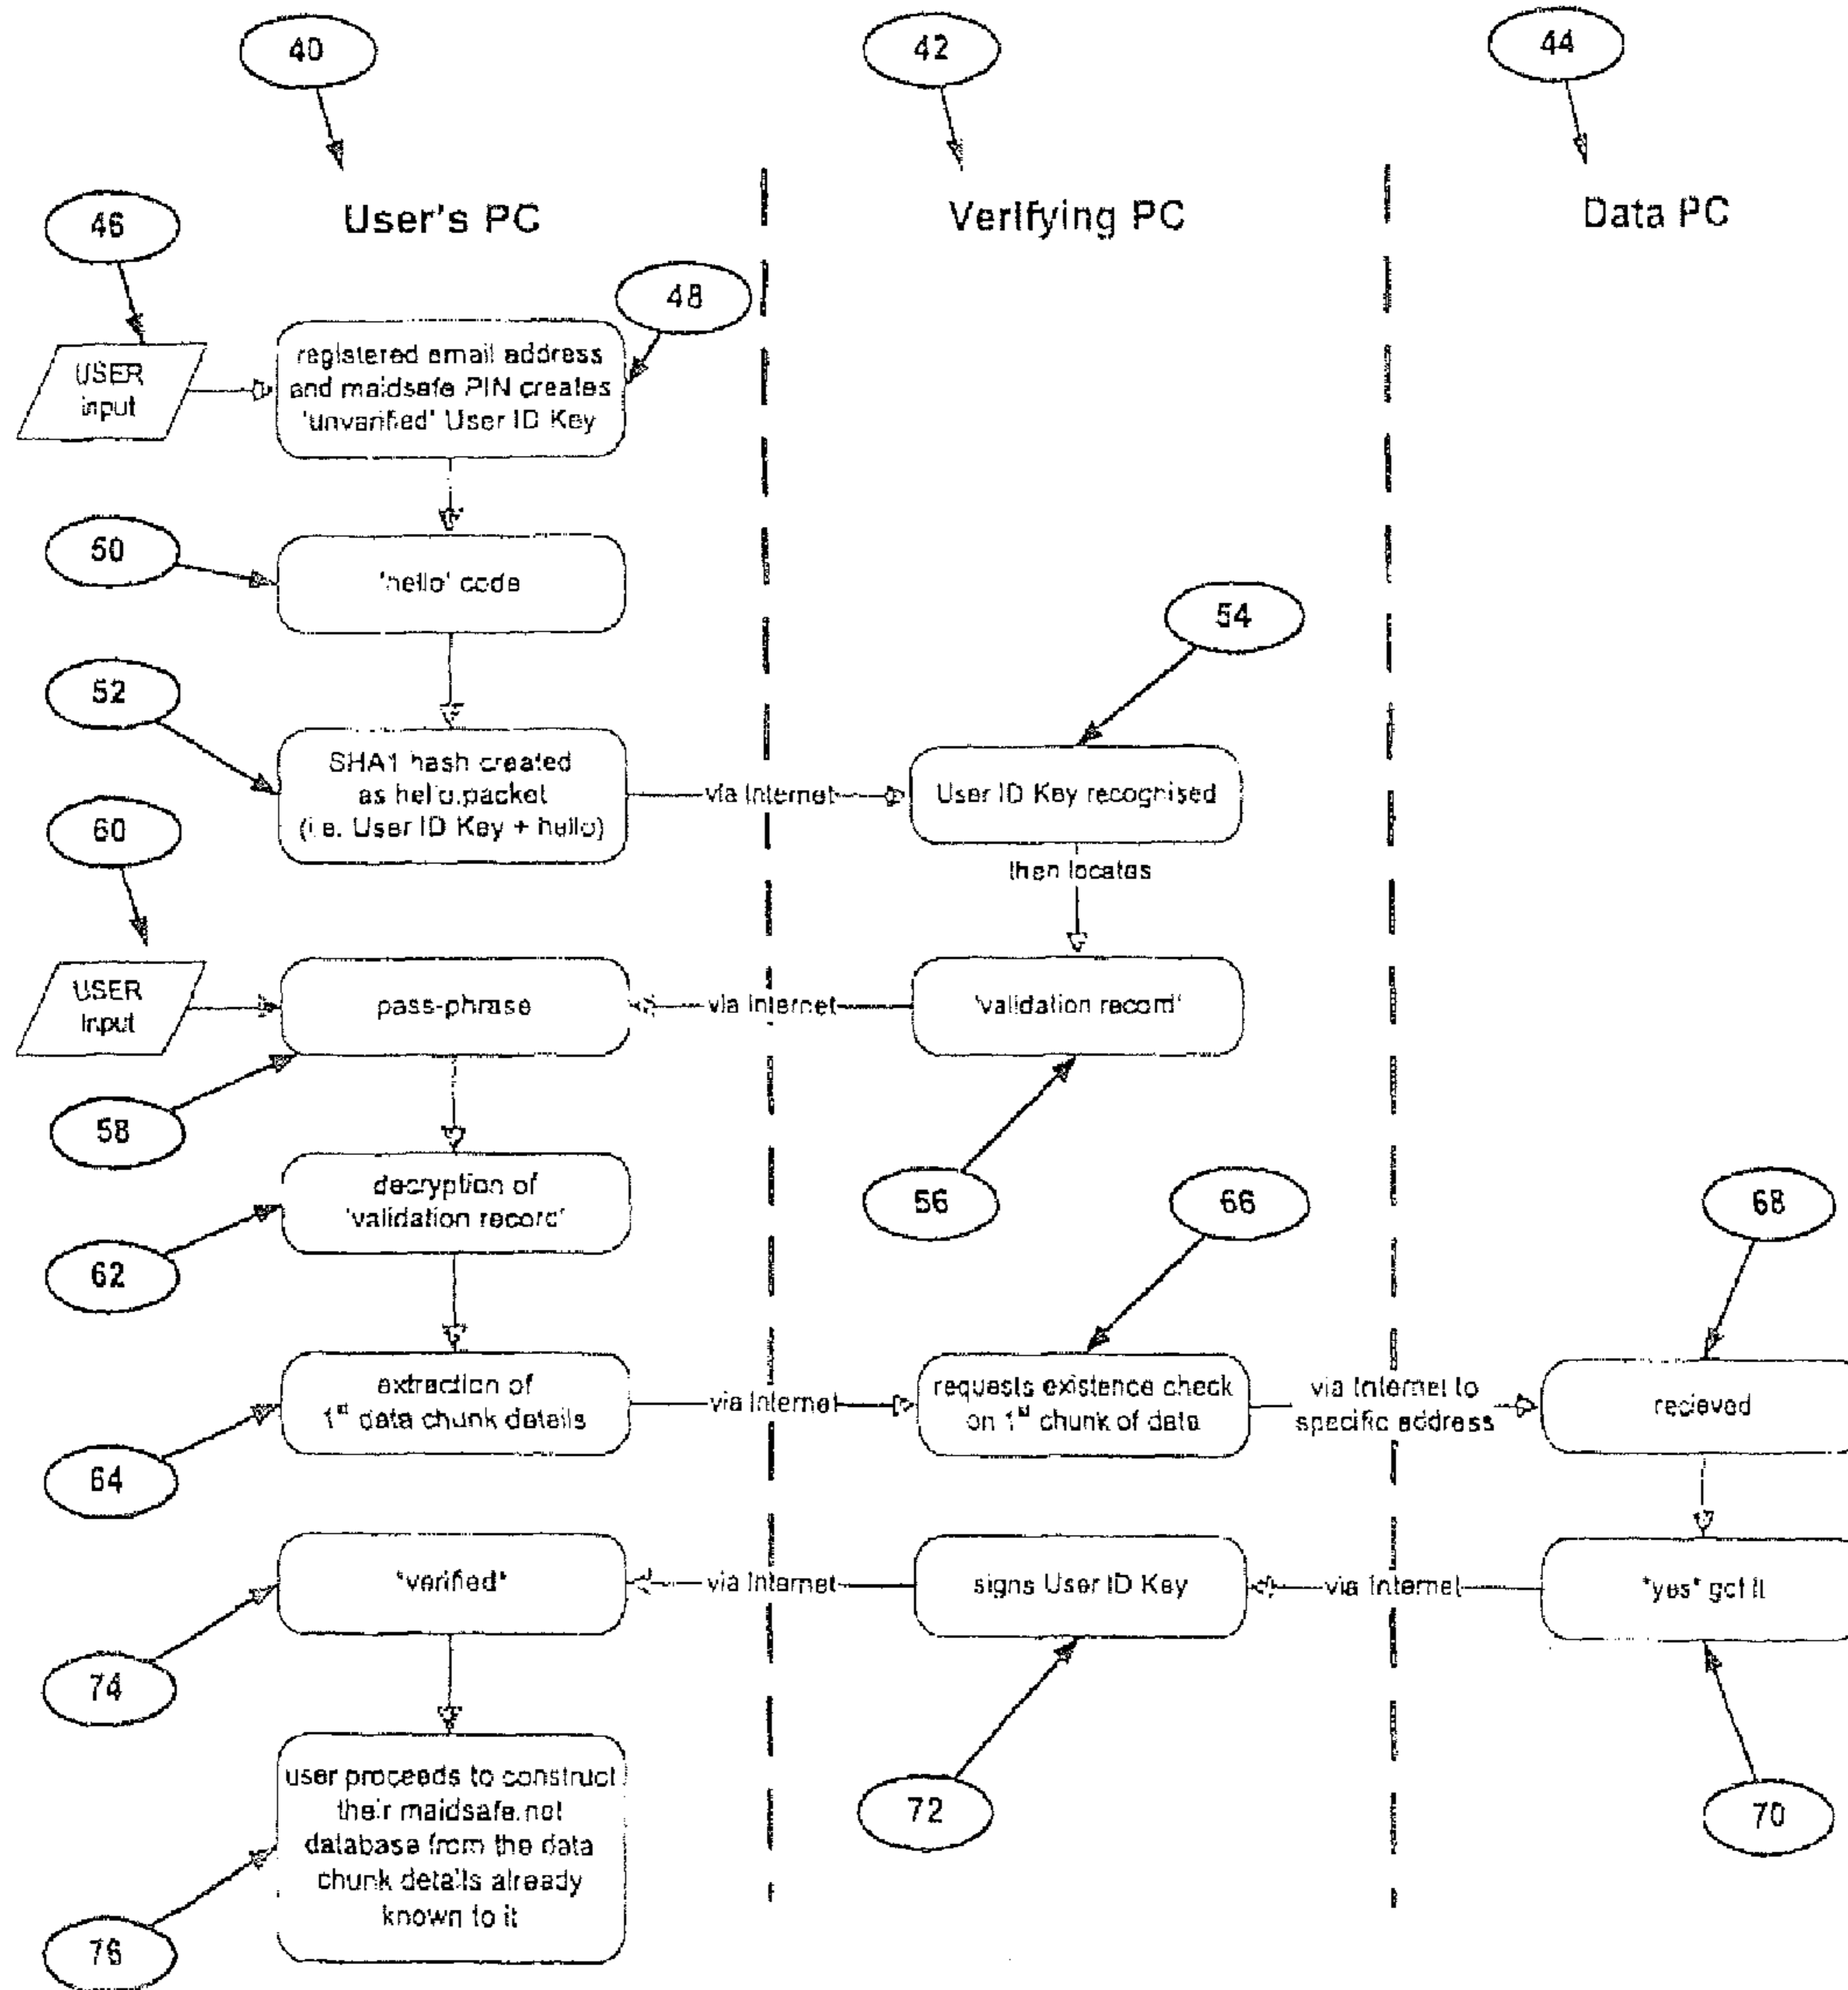 40
42
44
User's PC
Verifying PC
Data PC
46
48
USER
input
registered email address
and maidsafe PIN creates
'unvarified' User ID Key
50
'hello' code
54
52
SHA1 hash created
as hello.packet
(i.e. User ID Key + hello)
via Internet
User ID Key recognised
60
then locates
USER
input
pass-phrase
via Internet
'validation record'
58
decryption of
'validation record'
56
66
68
62
extraction of
1st data chunk details
via Internet
requests existence check
on 1st chunk of data
via Internet to
specific address
recieved
64
*verified*
via Internet
signs User ID Key
via Internet
*yes* got it
74
user proceeds to construct
their maidsafe.net
database from the data
chunk details already
known to it
72
70
76